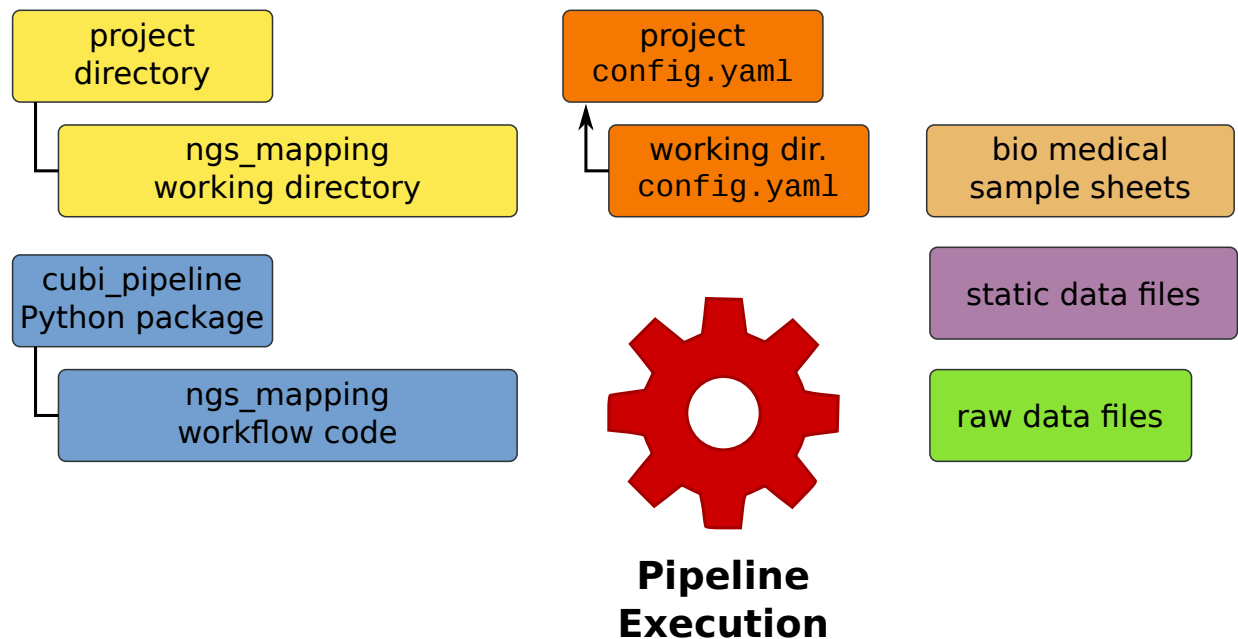 project
directory
ngs_mapping
working directory
cubi_pipeline
Python package
ngs_mapping
workflow code
project
config.yaml
working dir.
config.yaml
bio medical
sample sheets
static data files
raw data files
Pipeline
Execution